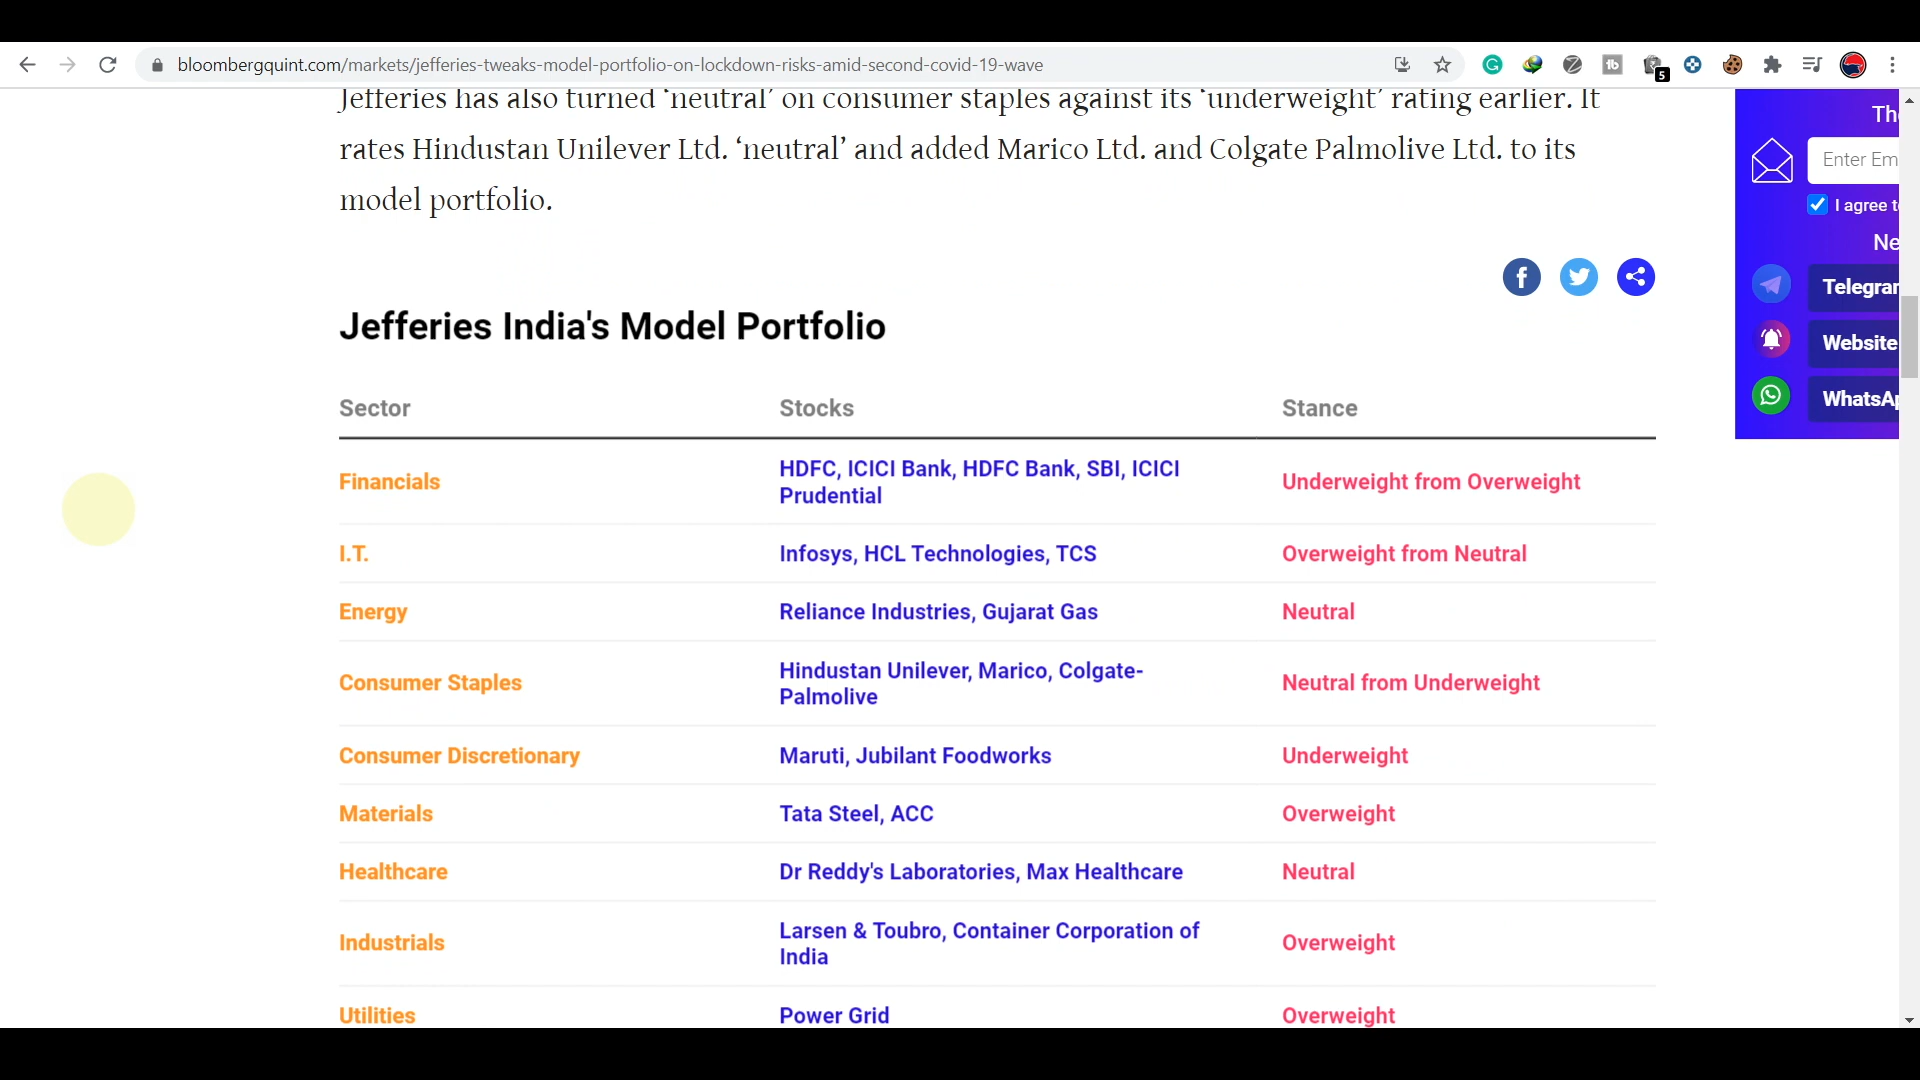 bloombergquint.com/markets/jefferies-tweaks-model-portfolio-on-lockdown-risks-amid-second-covid-19-wave
5
Jefferies has also turned ‘neutral’ on consumer staples against its ‘underweight’ rating earlier. It
rates Hindustan Unilever Ltd. ‘neutral’ and added Marico Ltd. and Colgate Palmolive Ltd. to its
model portfolio.
Jefferies India's Model Portfolio
Sector Stocks Stance
Financials HDFC, ICICI Bank, HDFC Bank, SBI, ICICI Prudential Underweight from Overweight
I.T. Infosys, HCL Technologies, TCS Overweight from Neutral
Energy Reliance Industries, Gujarat Gas Neutral
Consumer Staples Hindustan Unilever, Marico, Colgate-Palmolive Neutral from Underweight
Consumer Discretionary Maruti, Jubilant Foodworks Underweight
Materials Tata Steel, ACC Overweight
Healthcare Dr Reddy's Laboratories, Max Healthcare Neutral
Industrials Larsen & Toubro, Container Corporation of India Overweight
Utilities Power Grid Overweight
Enter Em
I agree
Website